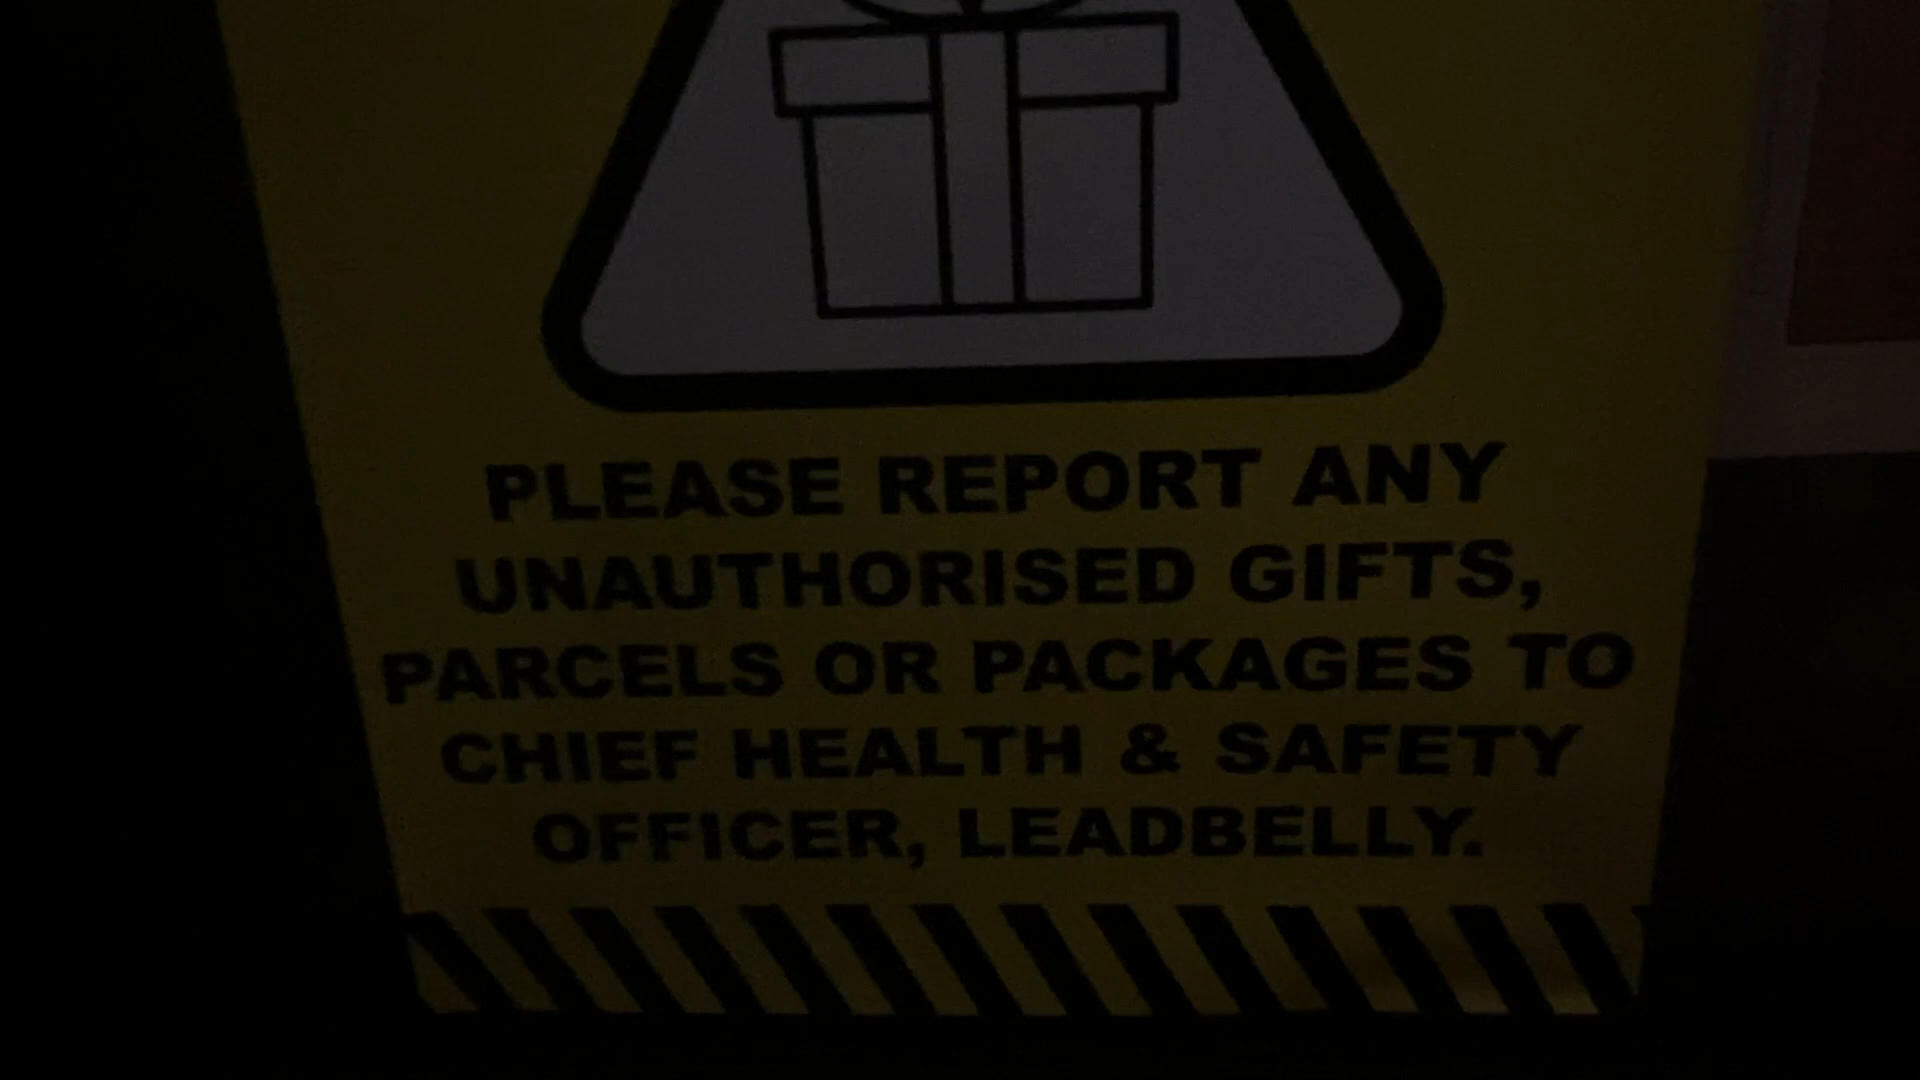 PLEASE REPORT ANY
UNAUTHORISED GIFTS,
PARCELS OR PACKAGES TO
CHIEF HEALTH & SAFETY
OFFICER, LEADBELLY.